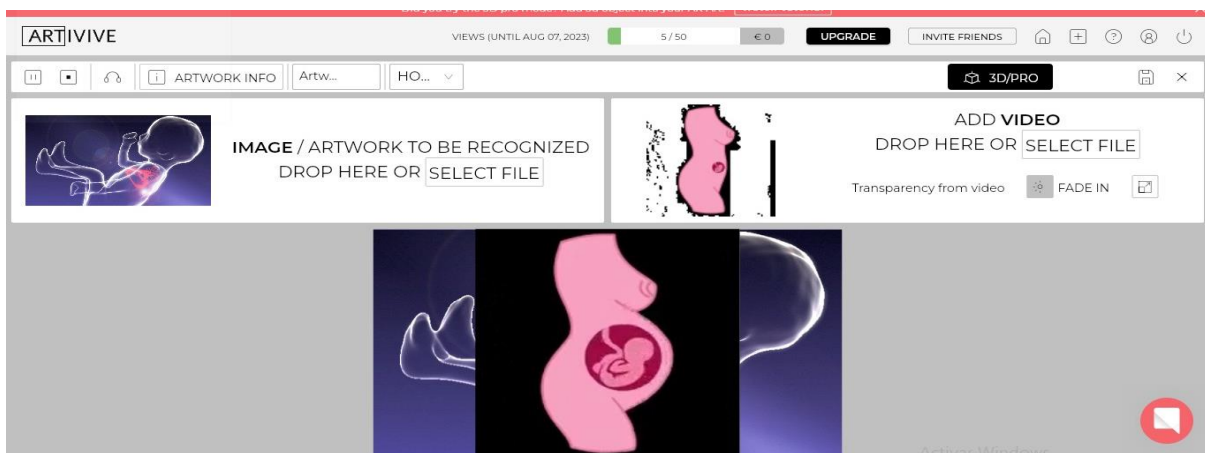 ARTIVIVE
VIEWS (UNTIL AUG 07, 2023) 5/50 € 0 UPGRADE INVITE FRIENDS
ARTWORK INFO Artw... HO... 3D/PRO
IMAGE / ARTWORK TO BE RECOGNIZED
DROP HERE OR SELECT FILE
ADD VIDEO
DROP HERE OR SELECT FILE
Transparency from video FADE IN
Activar Windows